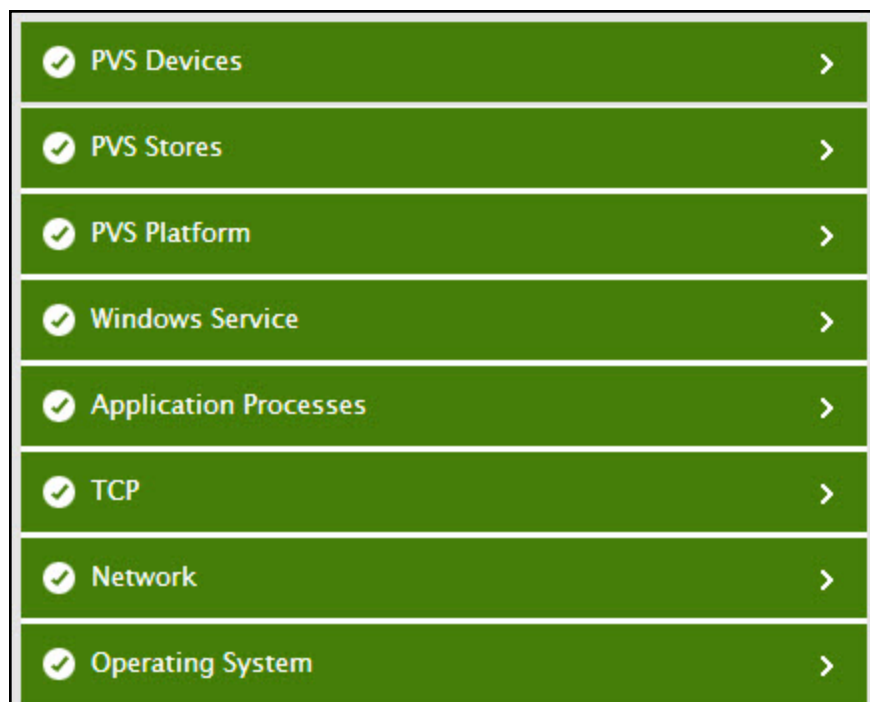 PVS Devices
PVS Stores
PVS Platform
Windows Service
Application Processes
TCP
Network
Operating System